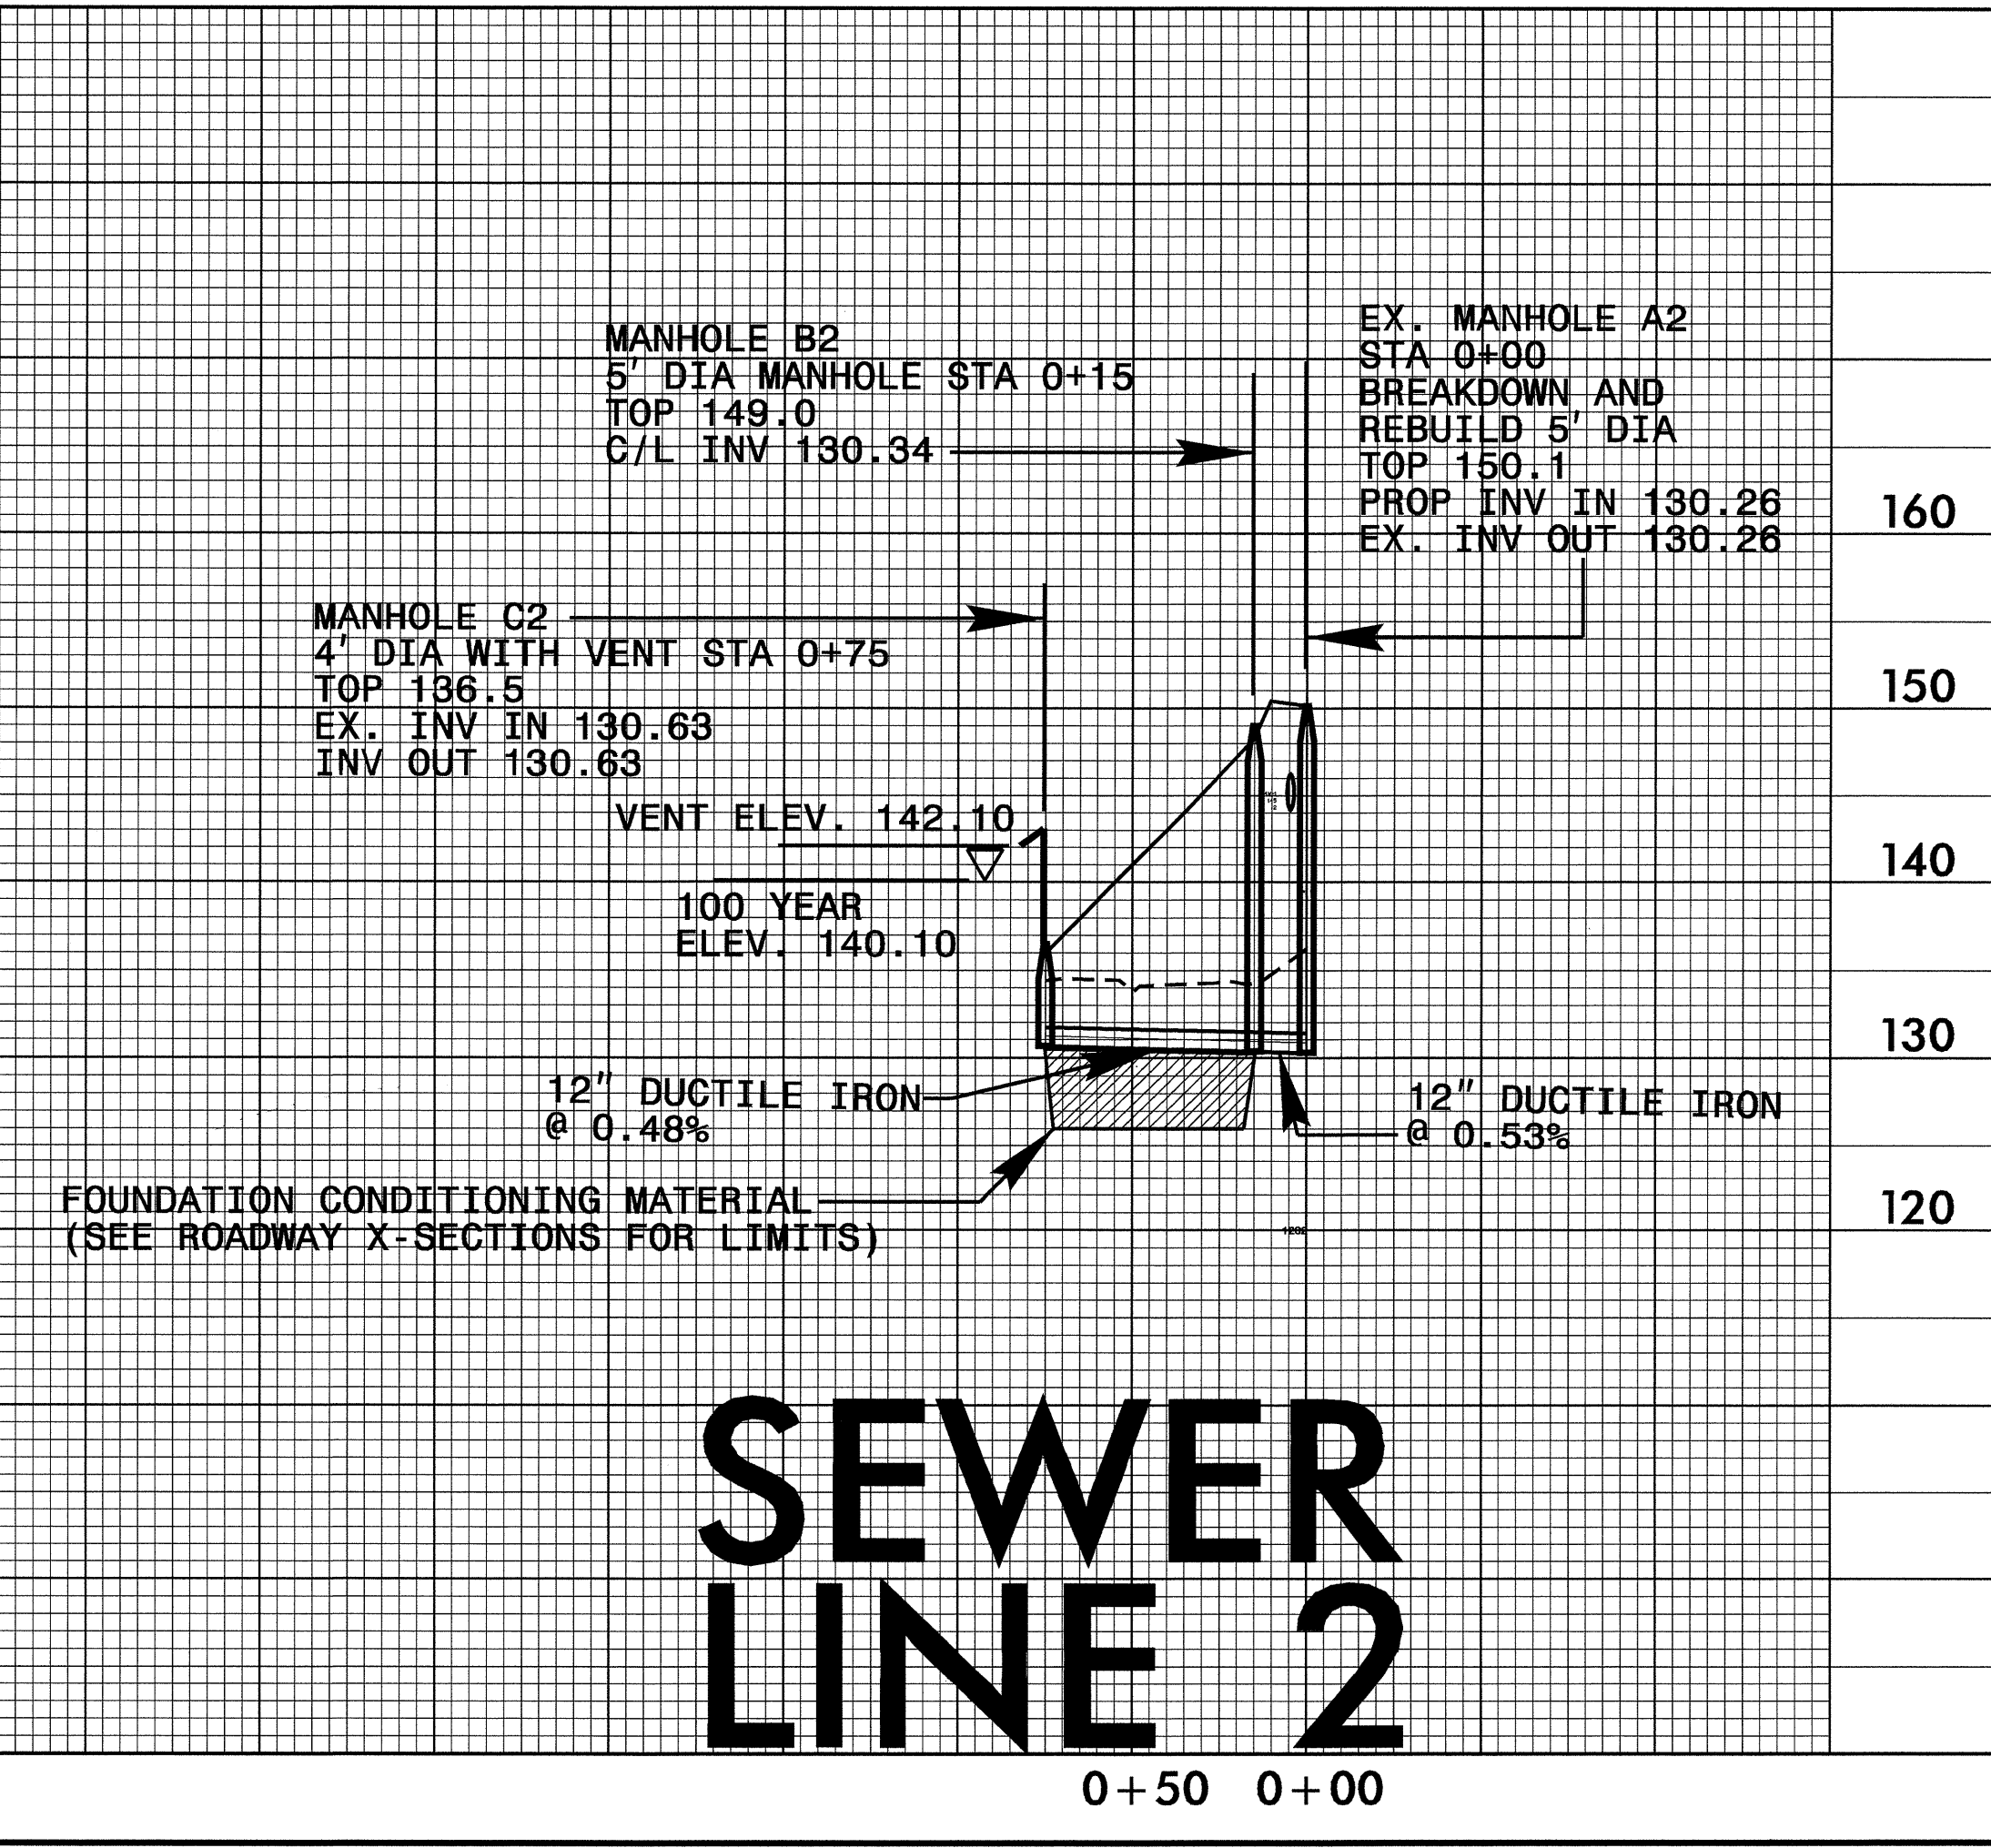 MANHOLE B2
5' DIA MANHOLE STA 0+15
TOP 149.0
C/L INV 130.34
EX. MANHOLE A2
STA 0+00
BREAKDOWN AND
REBUILD 5' DIA
TOP 150.1
PROP INV IN 130.26
EX. INV OUT 130.26
MANHOLE C2
4' DIA WITH VENT STA 0+75
TOP 136.5
EX. INV IN 130.63
INV OUT 130.63
VENT ELEV. 142.10
100 YEAR
ELEV. 140.10
12" DUCTILE IRON
@ 0.48%
12" DUCTILE IRON
@ 0.53%
FOUNDATION CONDITIONING MATERIAL
(SEE ROADWAY X-SECTIONS FOR LIMITS)
160
150
140
130
120
SEWER
LINE 2
0+50 0+00